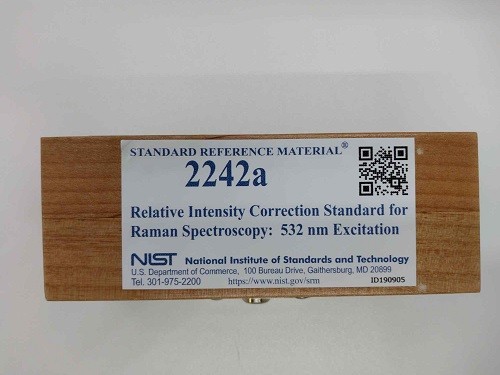 STANDARD REFERENCE MATERIAL®
2242a
Relative Intensity Correction Standard for
Raman Spectroscopy: 532 nm Excitation
NIST National Institute of Standards and Technology
U.S. Department of Commerce, 100 Bureau Drive, Gaithersburg, MD 20899
Tel. 301-975-2200 https://www.nist.gov/srm ID19090S